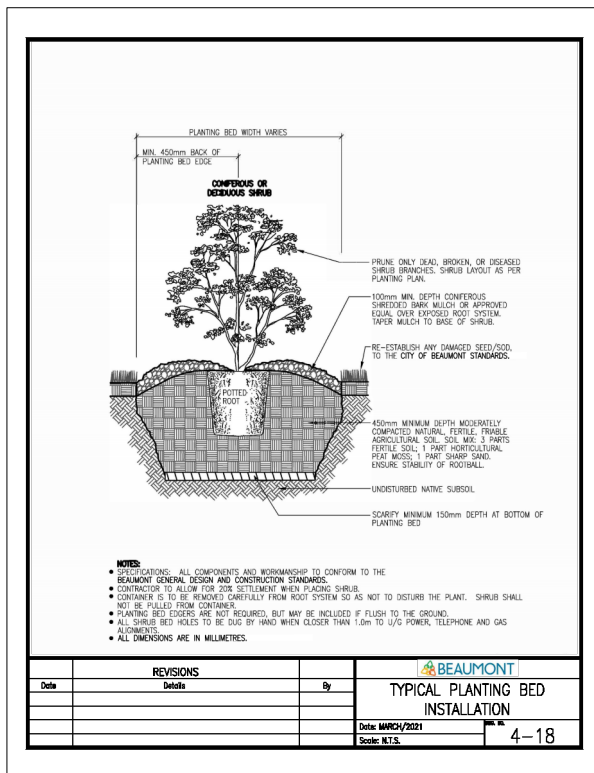 PLANTING BED WIDTH VARIES
MIN. 450mm BACK OF
PLANTING BED EDGE
CONIFEROUS OR
DECIDUOUS SHRUB
PRUNE ONLY DEAD, BROKEN, OR DISEASED
SHRUB BRANCHES. SHRUB LAYOUT AS PER
PLANTING PLAN.
100mm MIN. DEPTH CONIFEROUS
SHREDDED BARK MULCH OR APPROVED
EQUAL OVER EXPOSED ROOT SYSTEM.
TAPER MULCH TO BASE OF SHRUB.
RE-ESTABLISH ANY DAMAGED SEED/SOD,
TO THE CITY OF BEAUMONT STANDARDS.
POTTED
ROOT
450mm MINIMUM DEPTH MODERATELY
COMPACTED NATURAL, FERTILE, FRIABLE
AGRICULTURAL SOIL. SOIL MIX: 3 PARTS
FERTILE SOIL; 1 PART HORTICULTURAL
PEAT MOSS; 1 PART SHARP SAND.
ENSURE STABILITY OF ROOTBALL.
UNDISTURBED NATIVE SUBSOIL
SCARIFY MINIMUM 150mm DEPTH AT BOTTOM OF
PLANTING BED
NOTES:
● SPECIFICATIONS: ALL COMPONENTS AND WORKMANSHIP TO CONFORM TO THE
BEAUMONT GENERAL DESIGN AND CONSTRUCTION STANDARDS.
● CONTRACTOR TO ALLOW FOR 20% SETTLEMENT WHEN PLACING SHRUB.
● CONTAINER IS TO BE REMOVED CAREFULLY FROM ROOT SYSTEM SO AS NOT TO DISTURB THE PLANT. SHRUB SHALL
NOT BE PULLED FROM CONTAINER.
● PLANTING BED EDGERS ARE NOT REQUIRED, BUT MAY BE INCLUDED IF FLUSH TO THE GROUND.
● ALL SHRUB BED HOLES TO BE DUG BY HAND WHEN CLOSER THAN 1.0m TO U/G POWER, TELEPHONE AND GAS
ALIGNMENTS.
● ALL DIMENSIONS ARE IN MILLIMETRES.
REVISIONS
Date Details By
BEAUMONT
TYPICAL PLANTING BED
INSTALLATION
Date: MARCH/2021
Scale: N.T.S.
4-18